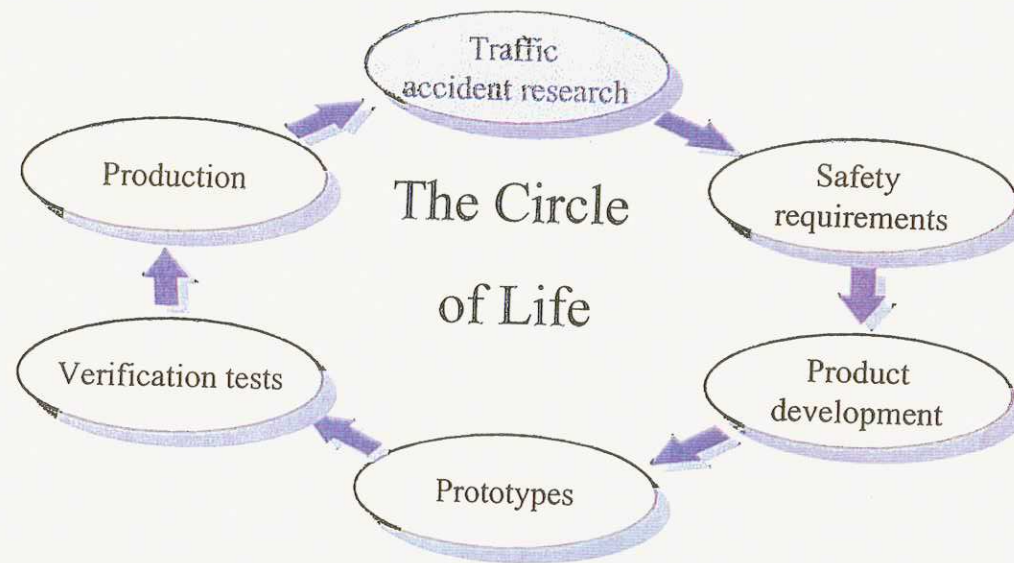 Traffic
accident research
Safety
requirements
Product
development
Prototypes
Verification tests
Production
The Circle
of Life